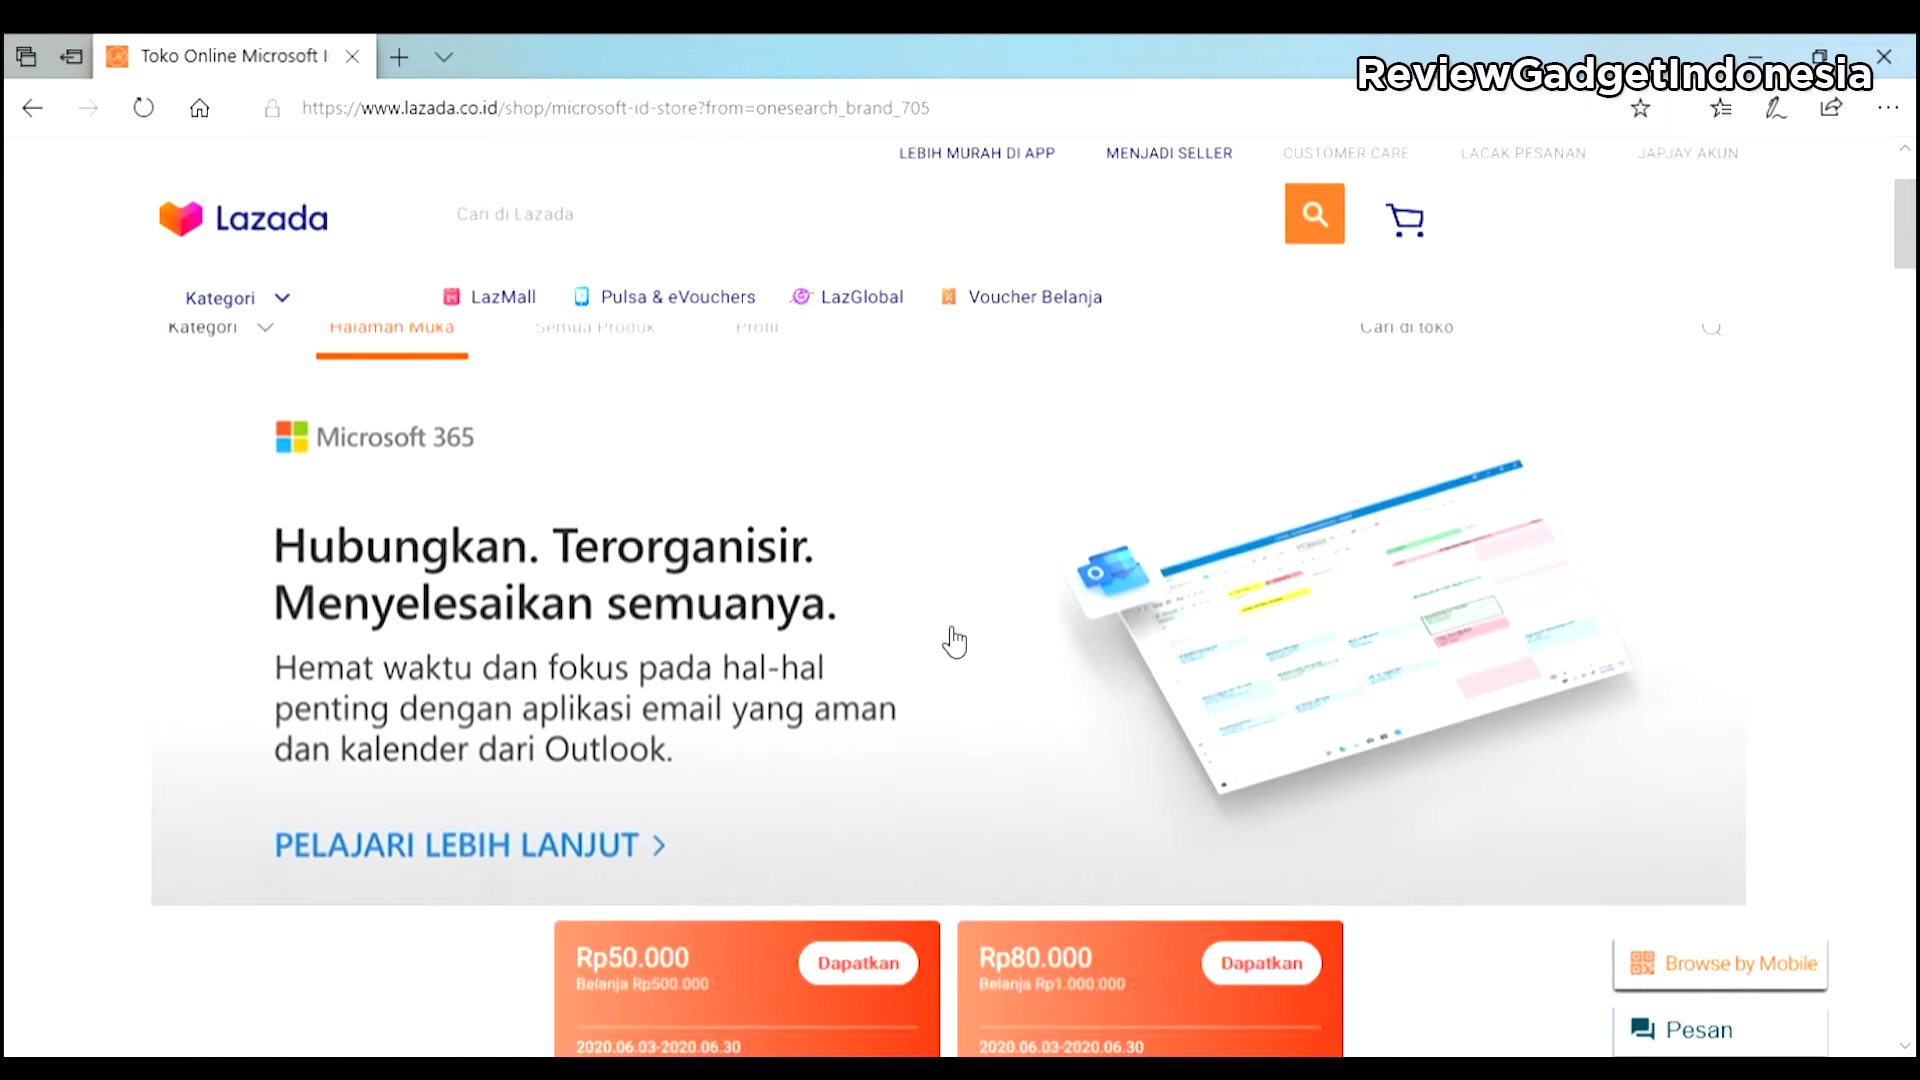 Toko Online Microsoft I
ReviewGadgetIndonesia
https://www.lazada.co.id/shop/microsoft-id-store?from=onesearch_brand_705
LEBIH MURAH DI APP MENJADI SELLER CUSTOMER CARE LACAK PESANAN JAPJAY AKUN
Lazada
Cari di Lazada
Kategori LazMall Pulsa & eVouchers LazGlobal Voucher Belanja
Kategori Halaman Muka Semua Produk Profil Cari di toko
Microsoft 365
Hubungkan. Terorganisir.
Menyelesaikan semuanya.
Hemat waktu dan fokus pada hal-hal
penting dengan aplikasi email yang aman
dan kalender dari Outlook.
PELAJARI LEBIH LANJUT >
Rp50.000
Belanja Rp500.000
Dapatkan
2020.06.03-2020.06.30
Rp80.000
Belanja Rp1.000.000
Dapatkan
2020.06.03-2020.06.30
Browse by Mobile
Pesan